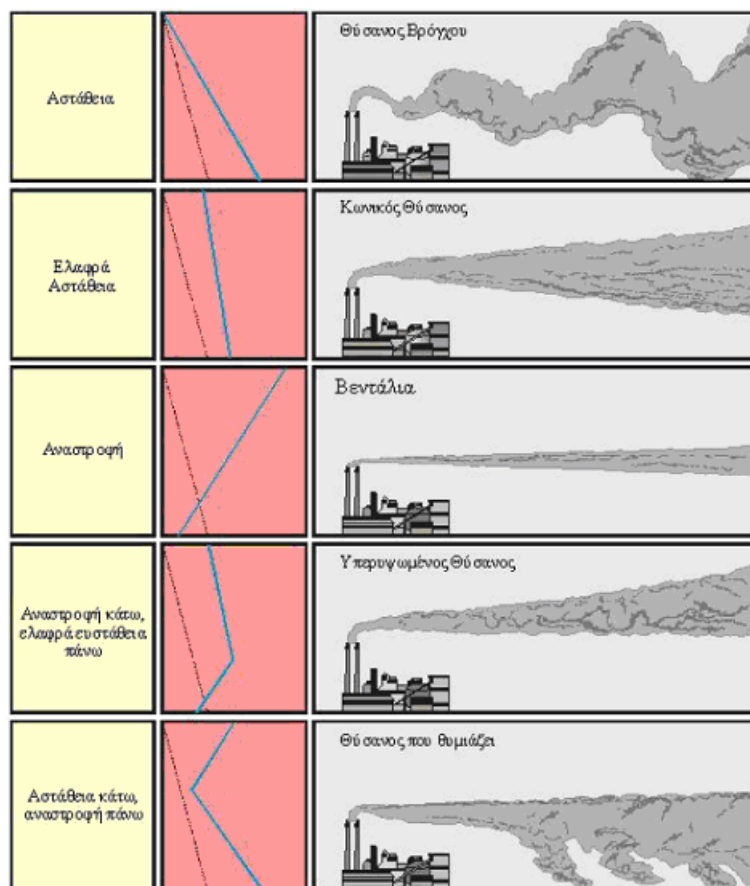 Αστάθεια
Θύσανος Βρόγχου
Ελαφρά
Αστάθεια
Κωνικός Θύσανος
Αναστροφή
Βεντάλια
Αναστροφή κάτω,
ελαφρά ευστάθεια
πάνω
Υπερυψωμένος Θύσανος
Αστάθεια κάτω,
αναστροφή πάνω
Θύσανος που θυμιάζει